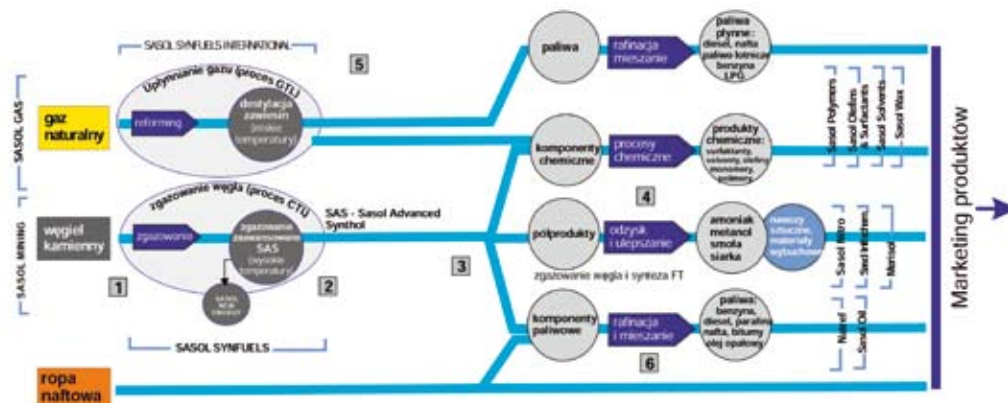 SASOL SYNFUELS INTERNATIONAL
5
Upłynnianie gazu (proces GTL)
SASOL GAS
gaz
naturalny
reforming
destylacja
zawiesin
(niskie
temperatury)
paliwa
rafinacja
mieszanie
paliwa
płynne:
diesel, nafta
paliwo lotnicze
benzyna
LPG
komponenty
chemiczne
procesy
chemiczne
produkty
chemiczne:
surfaktanty,
solventy, olefiny
monomery,
polimery
4
Sasol Polymers
Sasol Olefins
& Surfactants
Sasol Solvents
Sasol Wax
Marketing produktów
SASOL MINING
węgiel
kamienny
zgazowanie węgla (proces CTL)
zgazowanie
zgazowanie
zaawansowane
SAS
(wysokie
temperatury)
SASOL
NEW
ENERGY
1
2
SASOL SYNFUELS
SAS - Sasol Advanced
Synthol
3
półprodukty
odzysk
i ulepszanie
zgazowanie węgla i synteza FT
amoniak
metanol
smoła
siarka
nawozy
sztuczne,
materiały
wybuchowe
Sasol Nitro
Merisol
komponenty
paliwowe
rafinacja
i mieszanie
6
paliwa:
benzyna,
diesel, parafina
nafta, bitumy
olej opałowy
Natref
Sasol Oil
ropa
naftowa